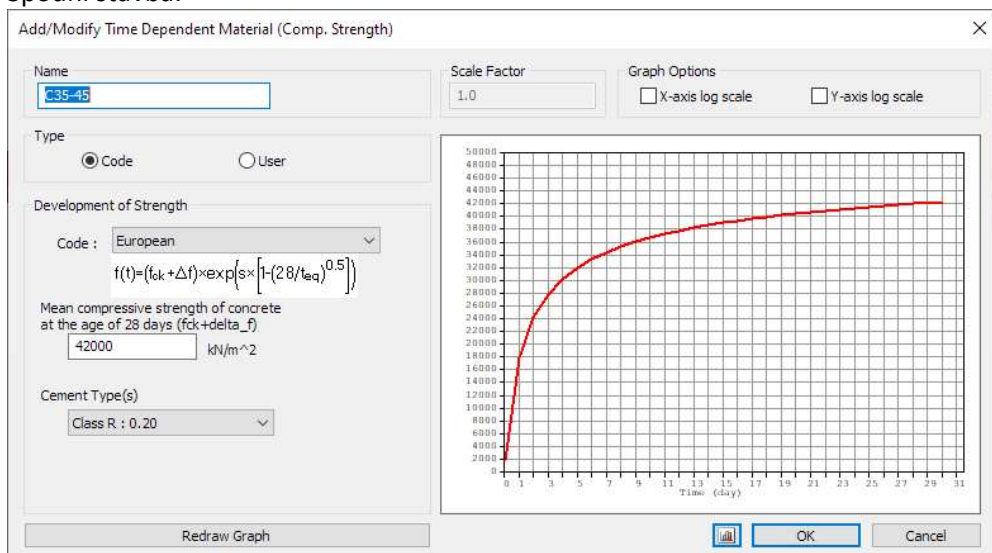 Add/Modify Time Dependent Material (Comp. Strength)
Name
C35-45
Scale Factor
1.0
Graph Options
X-axis log scale
Y-axis log scale
Type
Code
User
Development of Strength
Code :
European
f(t)=(fck+Δf)×exp(s×[1-(28/teq)^0.5])
Mean compressive strength of concrete
at the age of 28 days (fck+delta_f)
42000
kN/m^2
Cement Type(s)
Class R : 0.20
Redraw Graph
50000
48000
46000
44000
42000
40000
38000
36000
34000
32000
30000
28000
26000
24000
22000
20000
18000
16000
14000
12000
10000
8000
6000
4000
2000
0
0 1 3 5 7 9 11 13 15 17 19 21 23 25 27 29 31
Time (day)
OK
Cancel